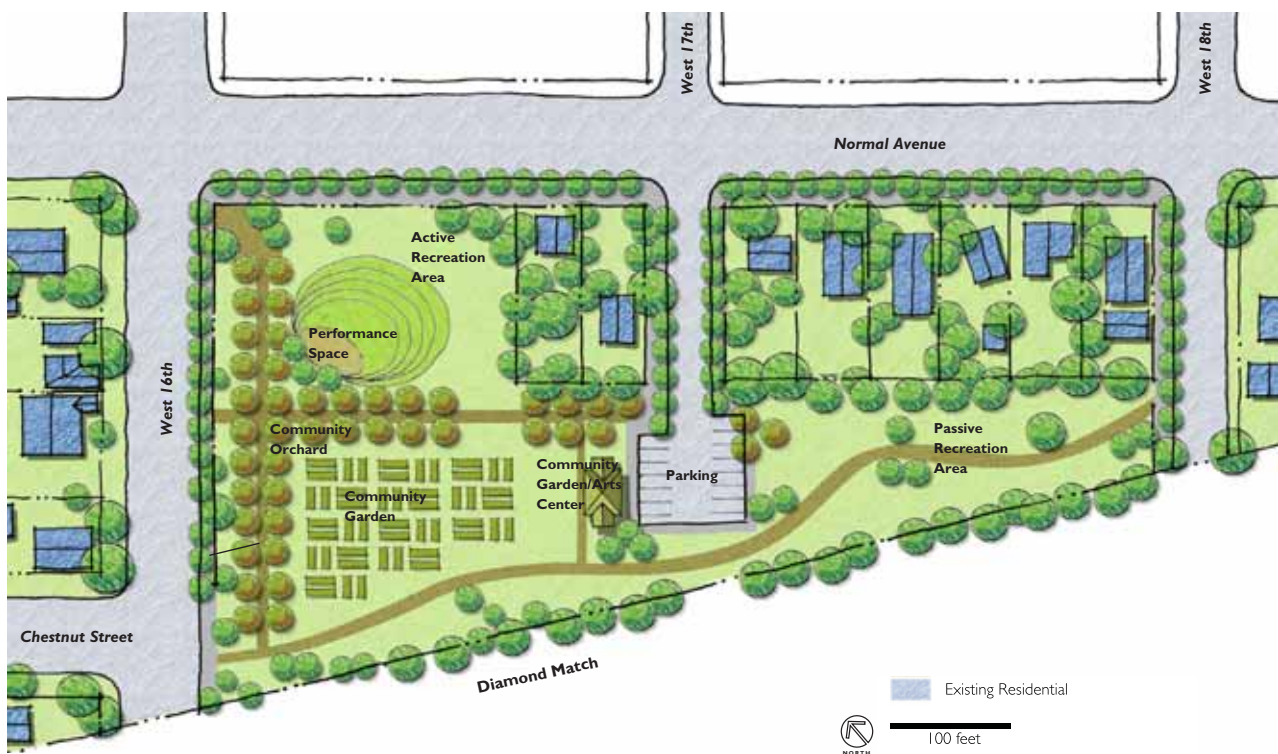 West 17th
West 18th
Normal Avenue
Active
Recreation
Area
Performance
Space
West 16th
Community
Orchard
Passive
Recreation
Area
Community
Garden/Arts
Center
Parking
Community
Garden
Chestnut Street
Diamond Match
Existing Residential
100 feet
NORTH